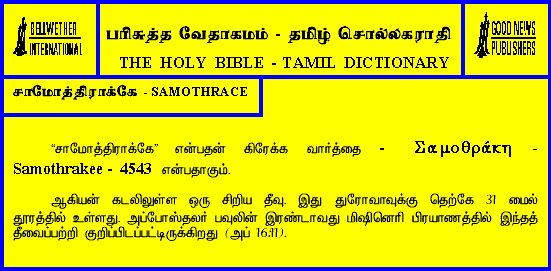 BELLWETHER
INTERNATIONAL
பரிசுத்த வேதாகமம் - தமிழ் சொல்லகராதி
THE HOLY BIBLE - TAMIL DICTIONARY
GOOD NEWS
PUBLISHERS
சாமோத்திராக்கே - SAMOTHRACE
“சாமோத்திராக்கே” என்பதன் கிரேக்க வார்த்தை - Σαμοθράκη -
Samothrakee - 4543 என்பதாகும்.
ஆகியன் கடலிலுள்ள ஒரு சிறிய தீவு. இது துரோவாவுக்கு தெற்கே 31 மைல்
தூரத்தில் உள்ளது. அப்போஸ்தலர் பவுலின் இரண்டாவது மிஷினெரி பிரயாணத்தில் இந்தத்
தீவைப்பற்றி குறிப்பிடப்பட்டிருக்கிறது (அப் 16:11).